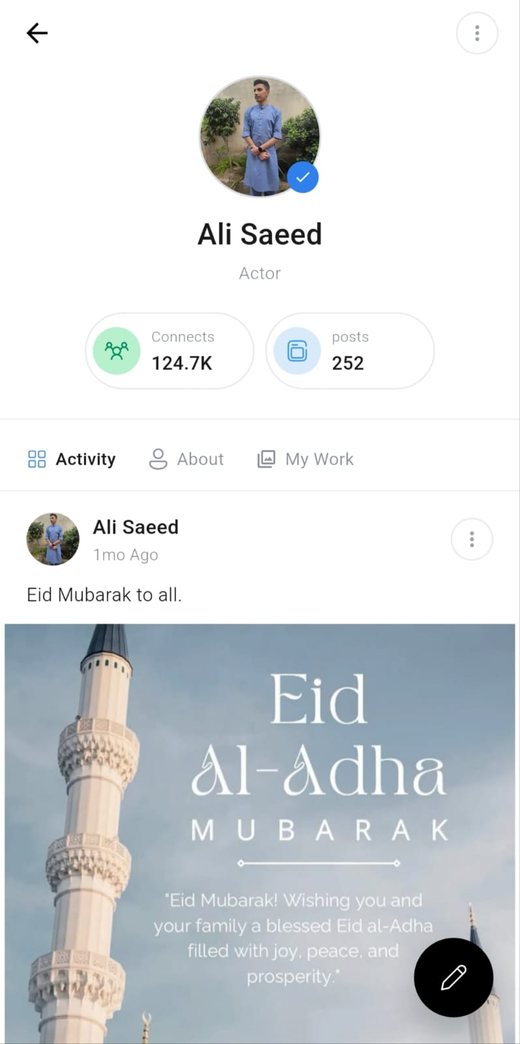 Ali Saeed
Actor
Connects
124.7K
posts
252
Activity
About
My Work
Ali Saeed
1mo Ago
Eid Mubarak to all.
Eid
Al-Adha
MUBARAK
"Eid Mubarak! Wishing you and
your family a blessed Eid al-Adha
filled with joy, peace, and
prosperity."